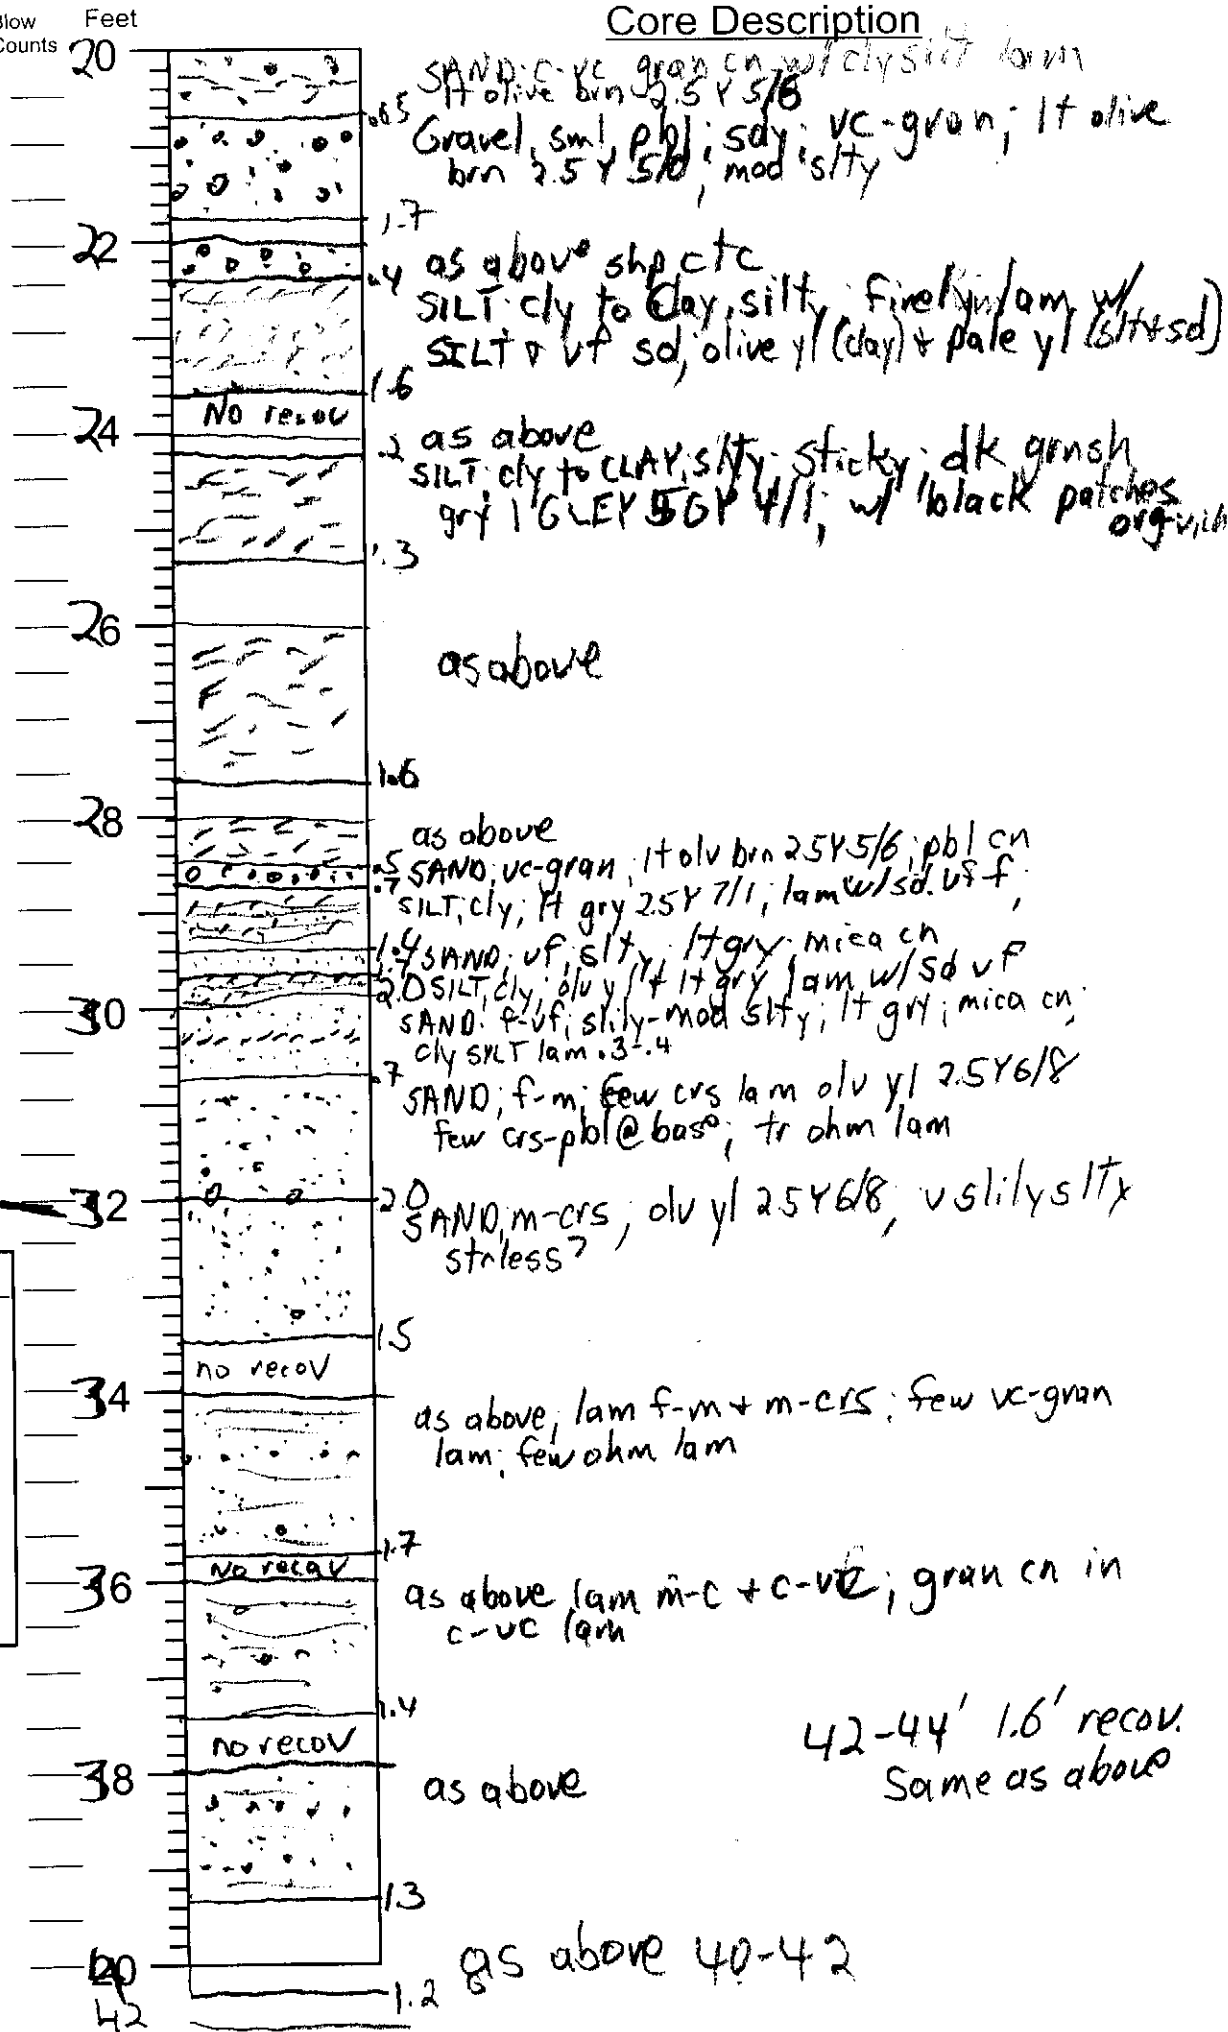 Blow Counts
Feet
Core Description
20
SAND: c-vc gran cn w/ cly silt lam
lt olive brn 2.5 Y 5/6
.65
Gravel, sml, pbl; sdy; vc-gran; lt olive
brn 2.5 Y 5/6; mod slty
1.7
22
as above shp ctc
.4
SILT: cly to Clay, silty; finely lam w/
SILT & vf sd; olive yl (clay) + pale yl (slt+sd)
1.6
No recov
24
.2
as above
SILT; cly to CLAY; slty; sticky; dk grnsh
gry 1 GLEY 5GY 4/1; w/ black patches
org-rich
1.3
26
as above
1.6
28
as above
.5
SAND; vc-gran; lt olv brn 2.5Y 5/6; pbl cn
.7
SILT; cly; lt gry 2.5Y 7/1; lam w/sd. vf f;
1.4
SAND; vf; slty; lt gry; mica cn
1.7
2.0
SILT, cly; olv yl + lt gry lam w/ sd vf
30
SAND: f-vf; slily-mod slty; lt gry; mica cn;
cly SILT lam .3-.4
.7
SAND; f-m; few crs lam olv yl 2.5Y 6/8
few crs-pbl @ base; tr ohm lam
32
2.0
SAND, m-crs; olv yl 2.5Y 6/8; v slily slty
strless?
1.5
no recov
34
as above; lam f-m + m-crs; few vc-gran
lam; few ohm lam
1.7
No recov
36
as above lam m-c + c-vc; gran cn in
c-vc lam
1.4
no recov
42-44' 1.6' recov.
Same as above
38
as above
1.3
40
as above 40-42
1.2
42